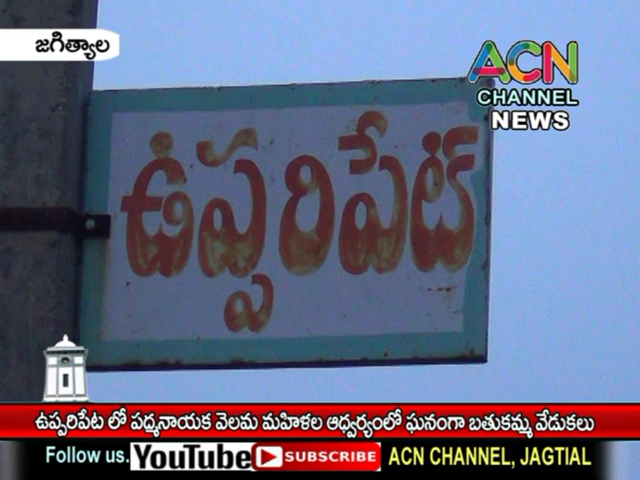 జగిత్యాల
ACN
CHANNEL
NEWS
ఉప్పరిపేట్
ఉప్పరిపేట లో పద్మనాయక వెలమ మహిళల ఆధ్వర్యంలో ఘనంగా బతుకమ్మ వేడుకలు
Follow us. YouTube SUBSCRIBE ACN CHANNEL, JAGTIAL